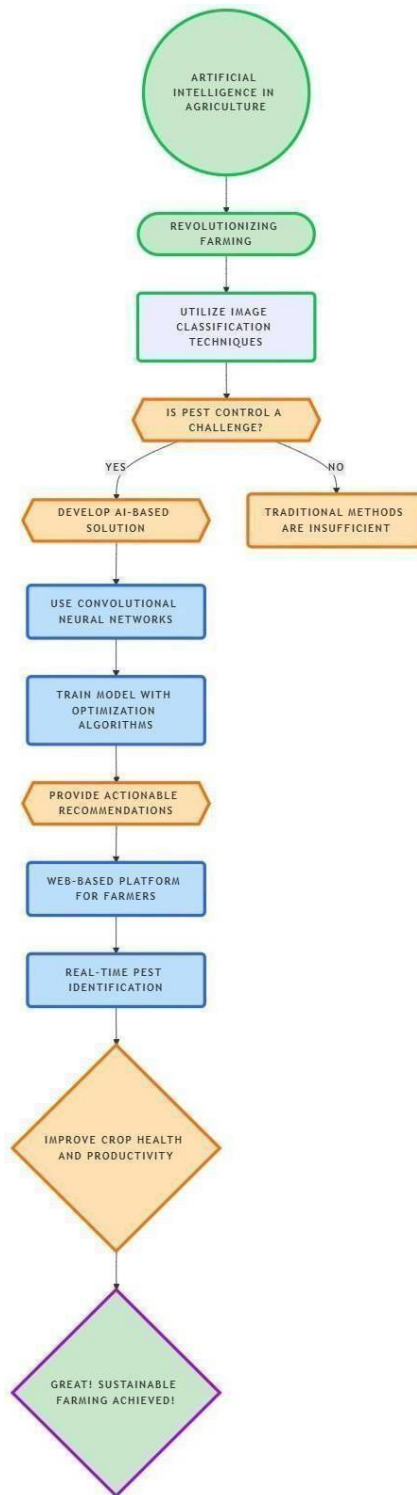 ARTIFICIAL
INTELLIGENCE IN
AGRICULTURE
REVOLUTIONIZING
FARMING
UTILIZE IMAGE
CLASSIFICATION
TECHNIQUES
IS PEST CONTROL A
CHALLENGE?
YES
NO
DEVELOP AI-BASED
SOLUTION
TRADITIONAL METHODS
ARE INSUFFICIENT
USE CONVOLUTIONAL
NEURAL NETWORKS
TRAIN MODEL WITH
OPTIMIZATION
ALGORITHMS
PROVIDE ACTIONABLE
RECOMMENDATIONS
WEB-BASED PLATFORM
FOR FARMERS
REAL-TIME PEST
IDENTIFICATION
IMPROVE CROP HEALTH
AND PRODUCTIVITY
GREAT! SUSTAINABLE
FARMING ACHIEVED!